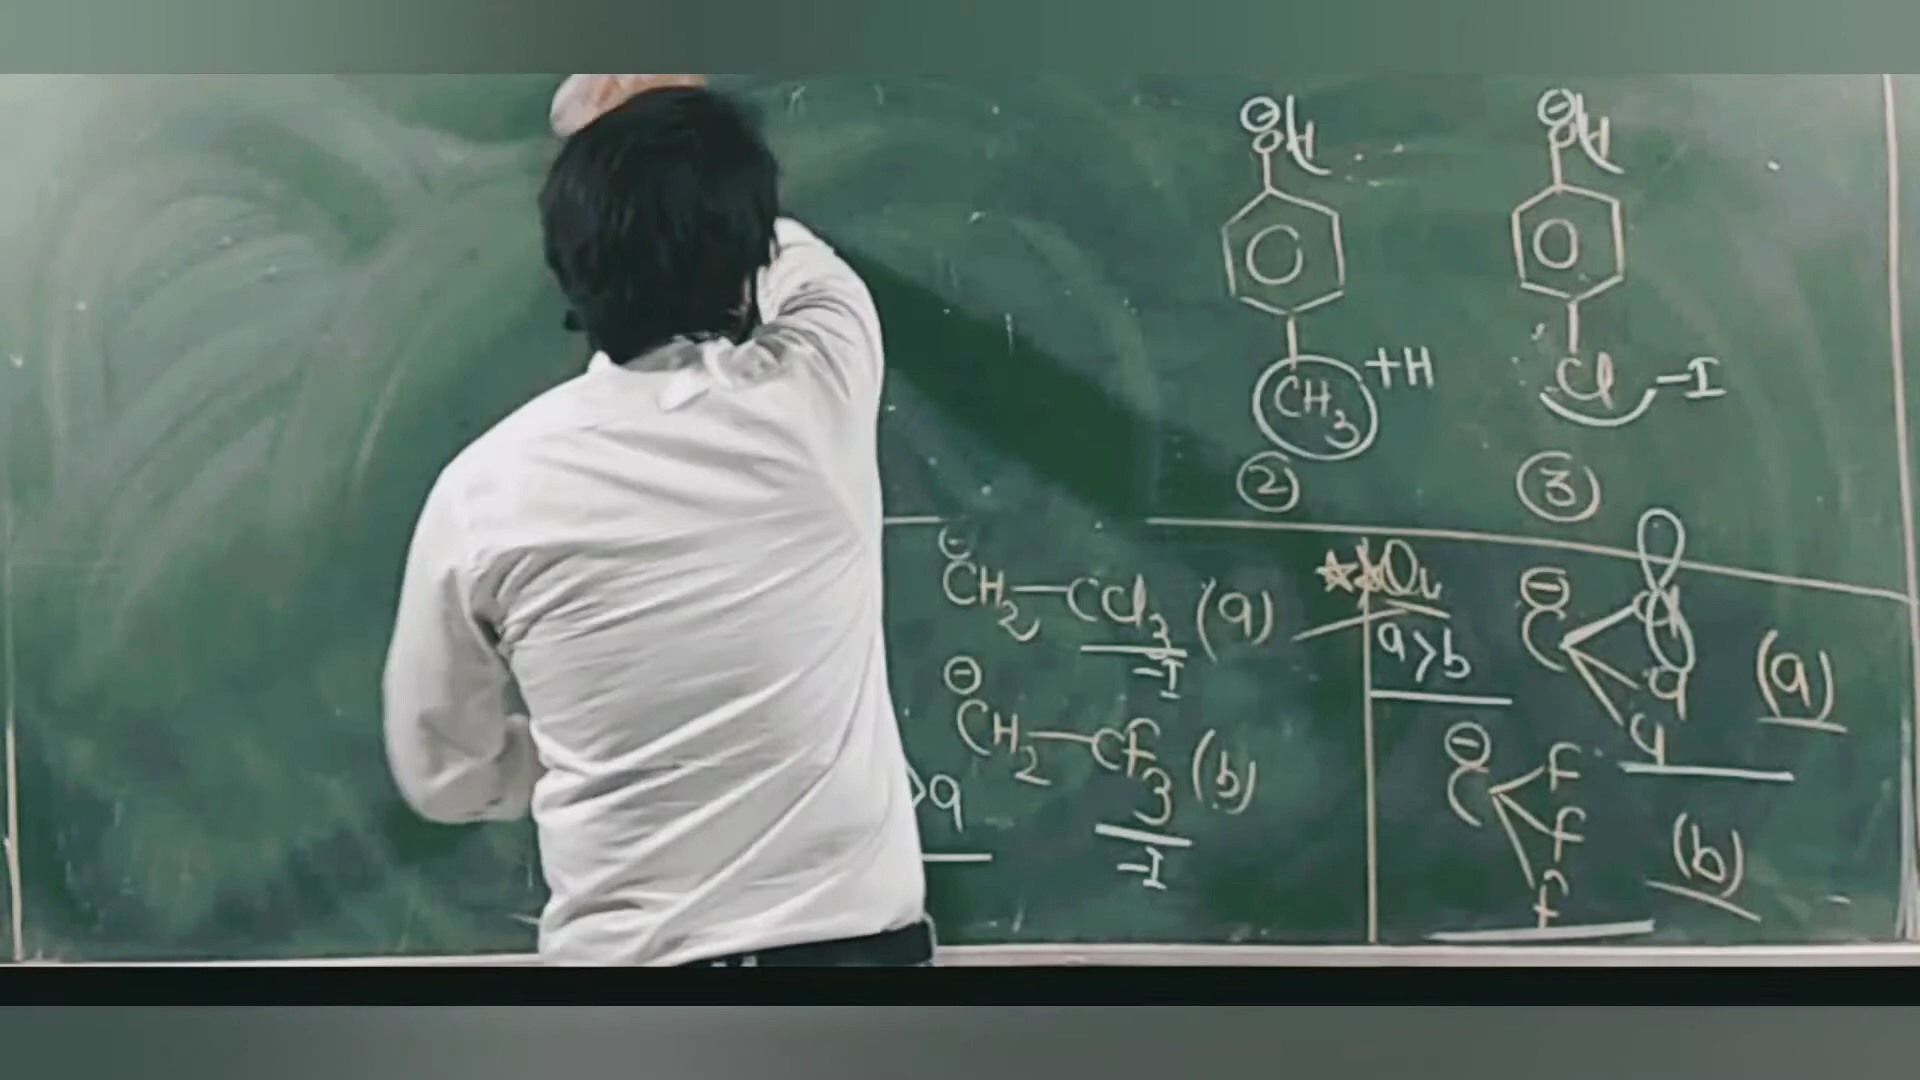 ⊖
OH
CH₃ +H
②
⊖
OH
Cl -I
③
⊖
CH₂—CCl₃ (a)
-I
⊖
CH₂—CF₃ (b)
-I
>a
Q
a>b
⊖
C Cl
Cl
Cl
(a)
⊖
C F
F
F
(b)